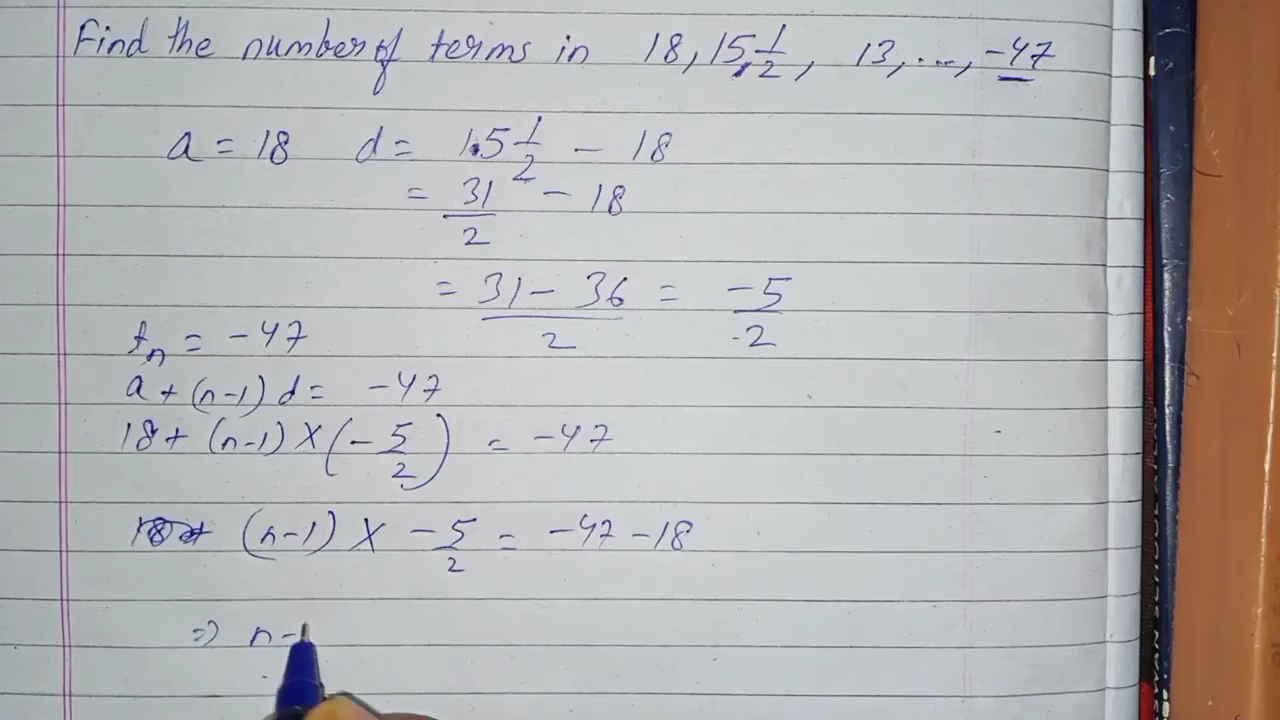 Find the number of terms in 18, 15 1/2, 13, ..., -47
a = 18 d = 15 1/2 - 18
= 31/2 - 18
= (31 - 36)/2 = -5/2
tn = -47
a + (n-1) d = -47
18 + (n-1) × (-5/2) = -47
(n-1) × -5/2 = -47 - 18
⇒ n -